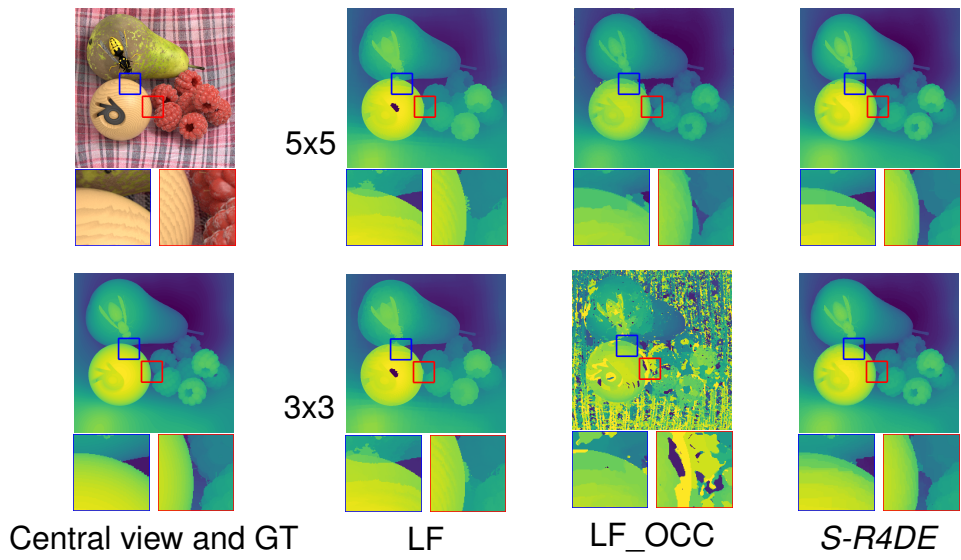 5x5
3x3
Central view and GT
LF
LF_OCC
S-R4DE